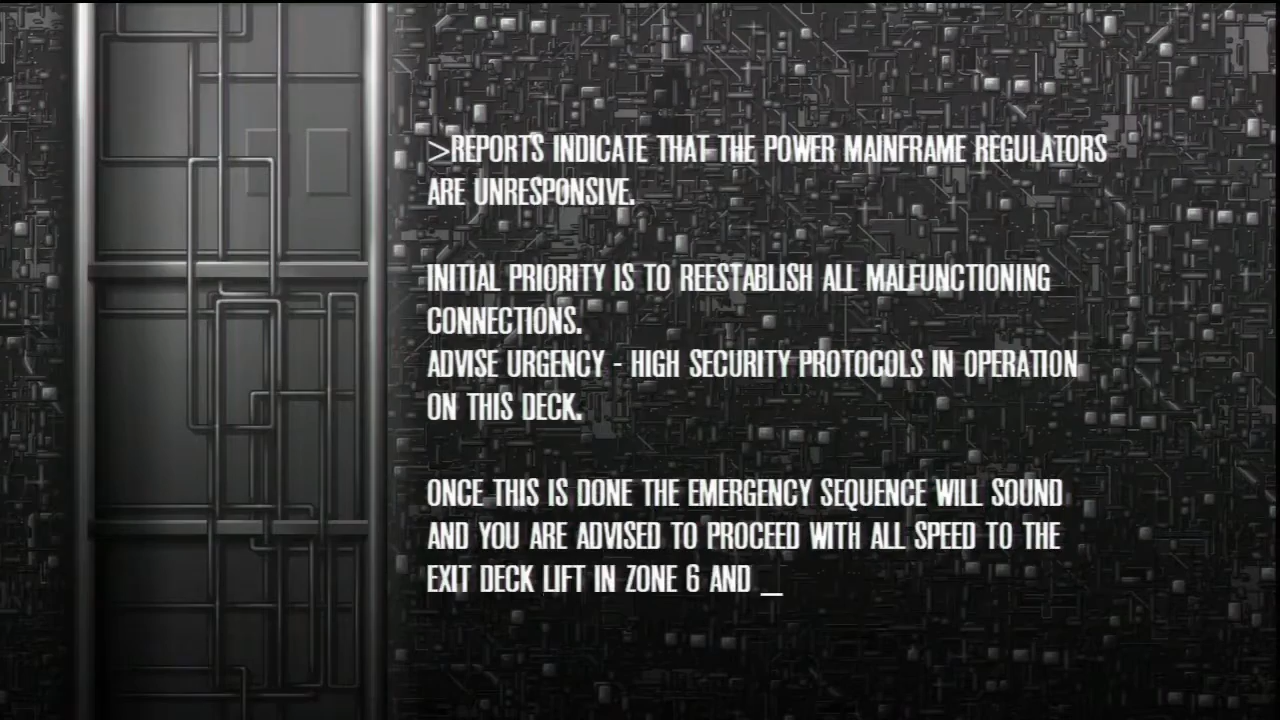 >REPORTS INDICATE THAT THE POWER MAINFRAME REGULATORS
ARE UNRESPONSIVE.
INITIAL PRIORITY IS TO REESTABLISH ALL MALFUNCTIONING
CONNECTIONS.
ADVISE URGENCY - HIGH SECURITY PROTOCOLS IN OPERATION
ON THIS DECK.
ONCE THIS IS DONE THE EMERGENCY SEQUENCE WILL SOUND
AND YOU ARE ADVISED TO PROCEED WITH ALL SPEED TO THE
EXIT DECK LIFT IN ZONE 6 AND _